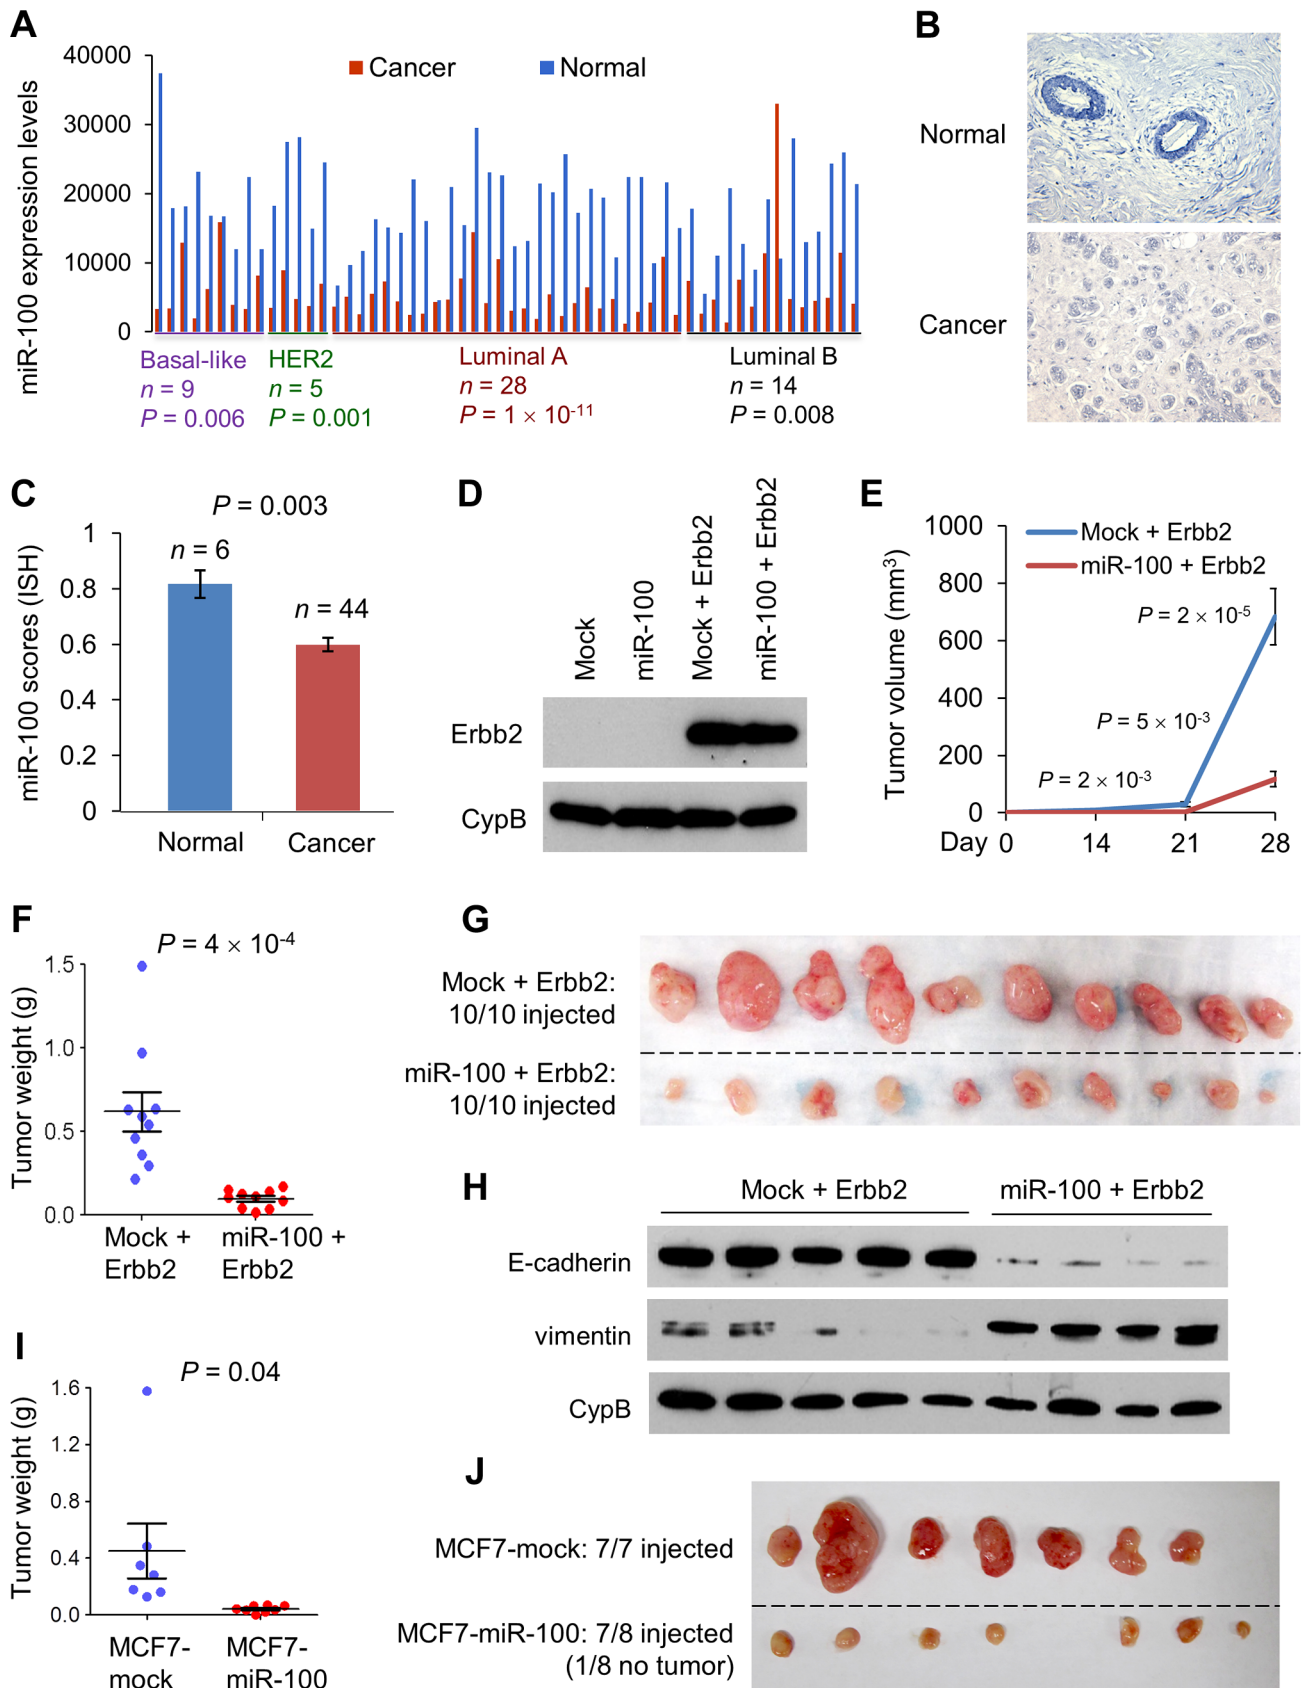 A
miR-100 expression levels
40000
30000
20000
10000
0
Cancer
Normal
Basal-like
n = 9
P = 0.006
HER2
n = 5
P = 0.001
Luminal A
n = 28
P = 1 × 10-11
Luminal B
n = 14
P = 0.008
B
Normal
Cancer
C
P = 0.003
miR-100 scores (ISH)
1
0.8
0.6
0.4
0.2
0
n = 6
n = 44
Normal
Cancer
D
Mock
miR-100
Mock + Erbb2
miR-100 + Erbb2
Erbb2
CypB
E
Tumor volume (mm3)
1000
800
600
400
200
0
Mock + Erbb2
miR-100 + Erbb2
P = 2 × 10-5
P = 5 × 10-3
P = 2 × 10-3
Day 0 14 21 28
F
P = 4 × 10-4
Tumor weight (g)
1.5
1.0
0.5
0.0
Mock +
Erbb2
miR-100 +
Erbb2
G
Mock + Erbb2:
10/10 injected
miR-100 + Erbb2:
10/10 injected
H
Mock + Erbb2
miR-100 + Erbb2
E-cadherin
vimentin
CypB
I
P = 0.04
Tumor weight (g)
1.6
1.2
0.8
0.4
0.0
MCF7-
mock
MCF7-
miR-100
J
MCF7-mock: 7/7 injected
MCF7-miR-100: 7/8 injected
(1/8 no tumor)